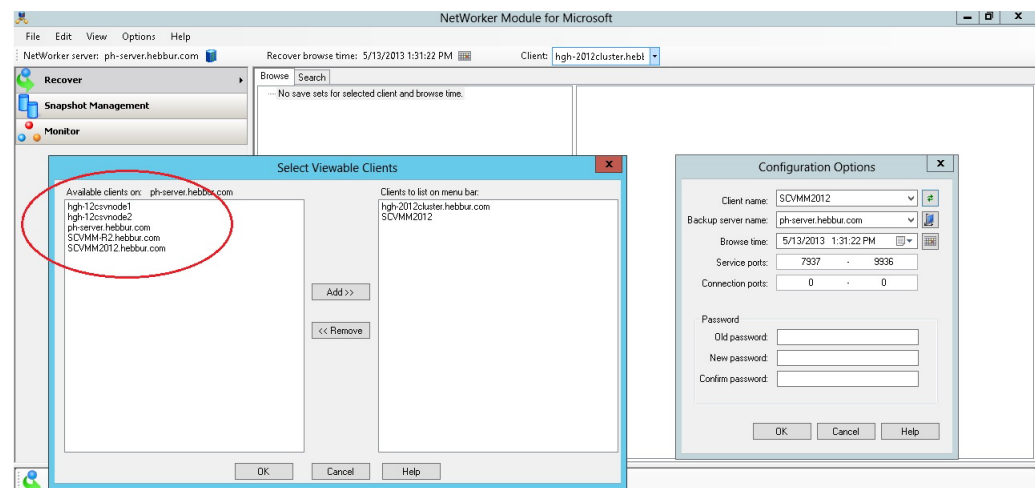 NetWorker Module for Microsoft
File Edit View Options Help
NetWorker server: ph-server.hebbur.com Recover browse time: 5/13/2013 1:31:22 PM Client: hgh-2012cluster.hebb
Recover
Snapshot Management
Monitor
Browse Search
No save sets for selected client and browse time.
Select Viewable Clients
Available clients on: ph-server.hebbur.com
hgh-12csvnode1
hgh-12csvnode2
ph-server.hebbur.com
SCVMM-R2.hebbur.com
SCVMM2012.hebbur.com
Add >>
<< Remove
Clients to list on menu bar:
hgh-2012cluster.hebbur.com
SCVMM2012
OK Cancel Help
Configuration Options
Client name: SCVMM2012
Backup server name: ph-server.hebbur.com
Browse time: 5/13/2013 1:31:22 PM
Service ports: 7937 - 9936
Connection ports: 0 - 0
Password
Old password:
New password:
Confirm password:
OK Cancel Help